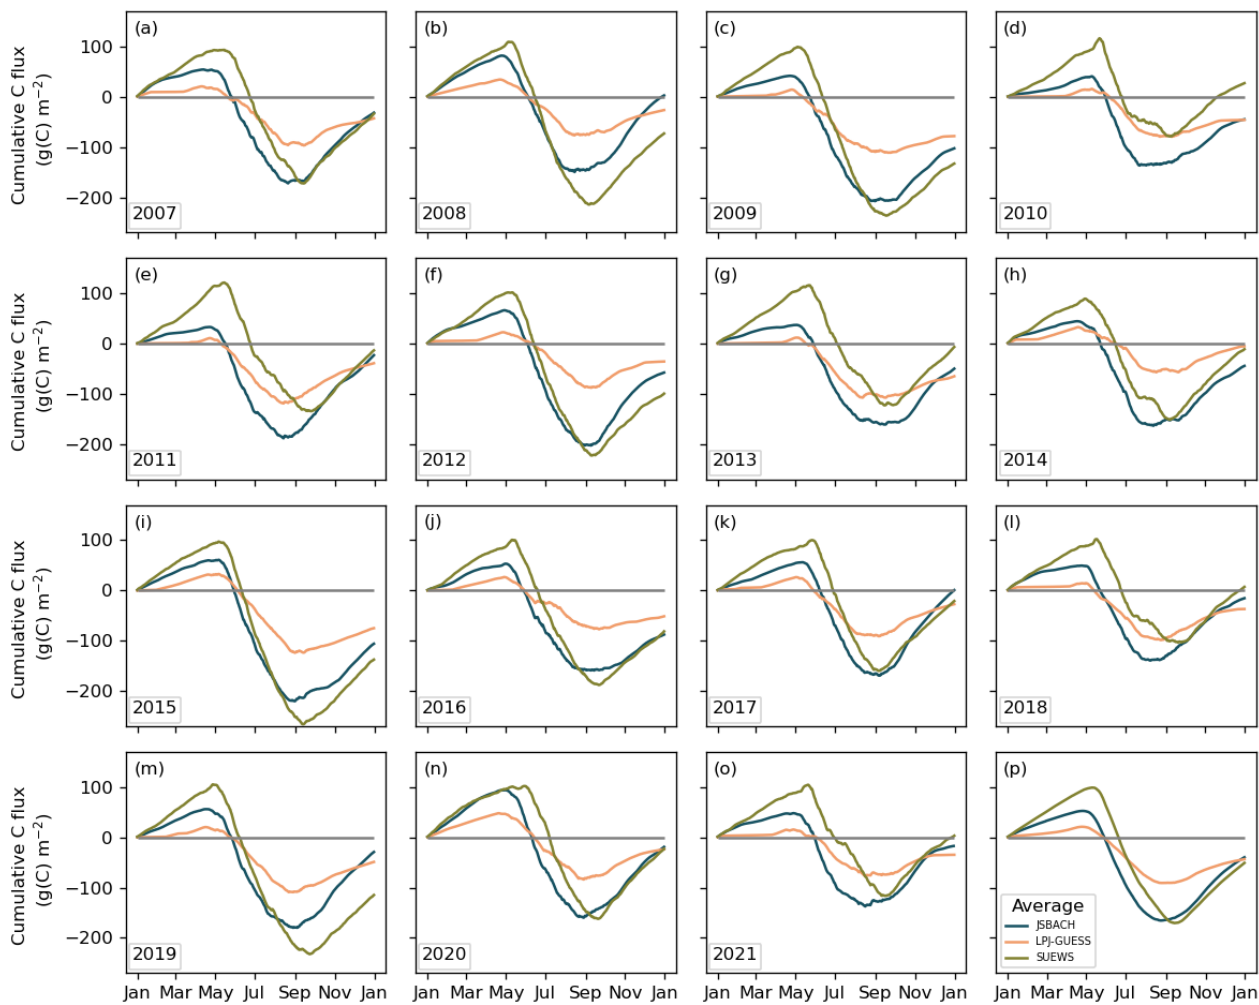 (a) (b) (c) (d)
Cumulative C flux
(g(C) m⁻²)
100
0
−100
−200
2007 2008 2009 2010
(e) (f) (g) (h)
Cumulative C flux
(g(C) m⁻²)
100
0
−100
−200
2011 2012 2013 2014
(i) (j) (k) (l)
Cumulative C flux
(g(C) m⁻²)
100
0
−100
−200
2015 2016 2017 2018
(m) (n) (o) (p)
Cumulative C flux
(g(C) m⁻²)
100
0
−100
−200
2019 2020 2021
Average
JSBACH
LPJ-GUESS
SUEWS
Jan Mar May Jul Sep Nov Jan Jan Mar May Jul Sep Nov Jan Jan Mar May Jul Sep Nov Jan Jan Mar May Jul Sep Nov Jan